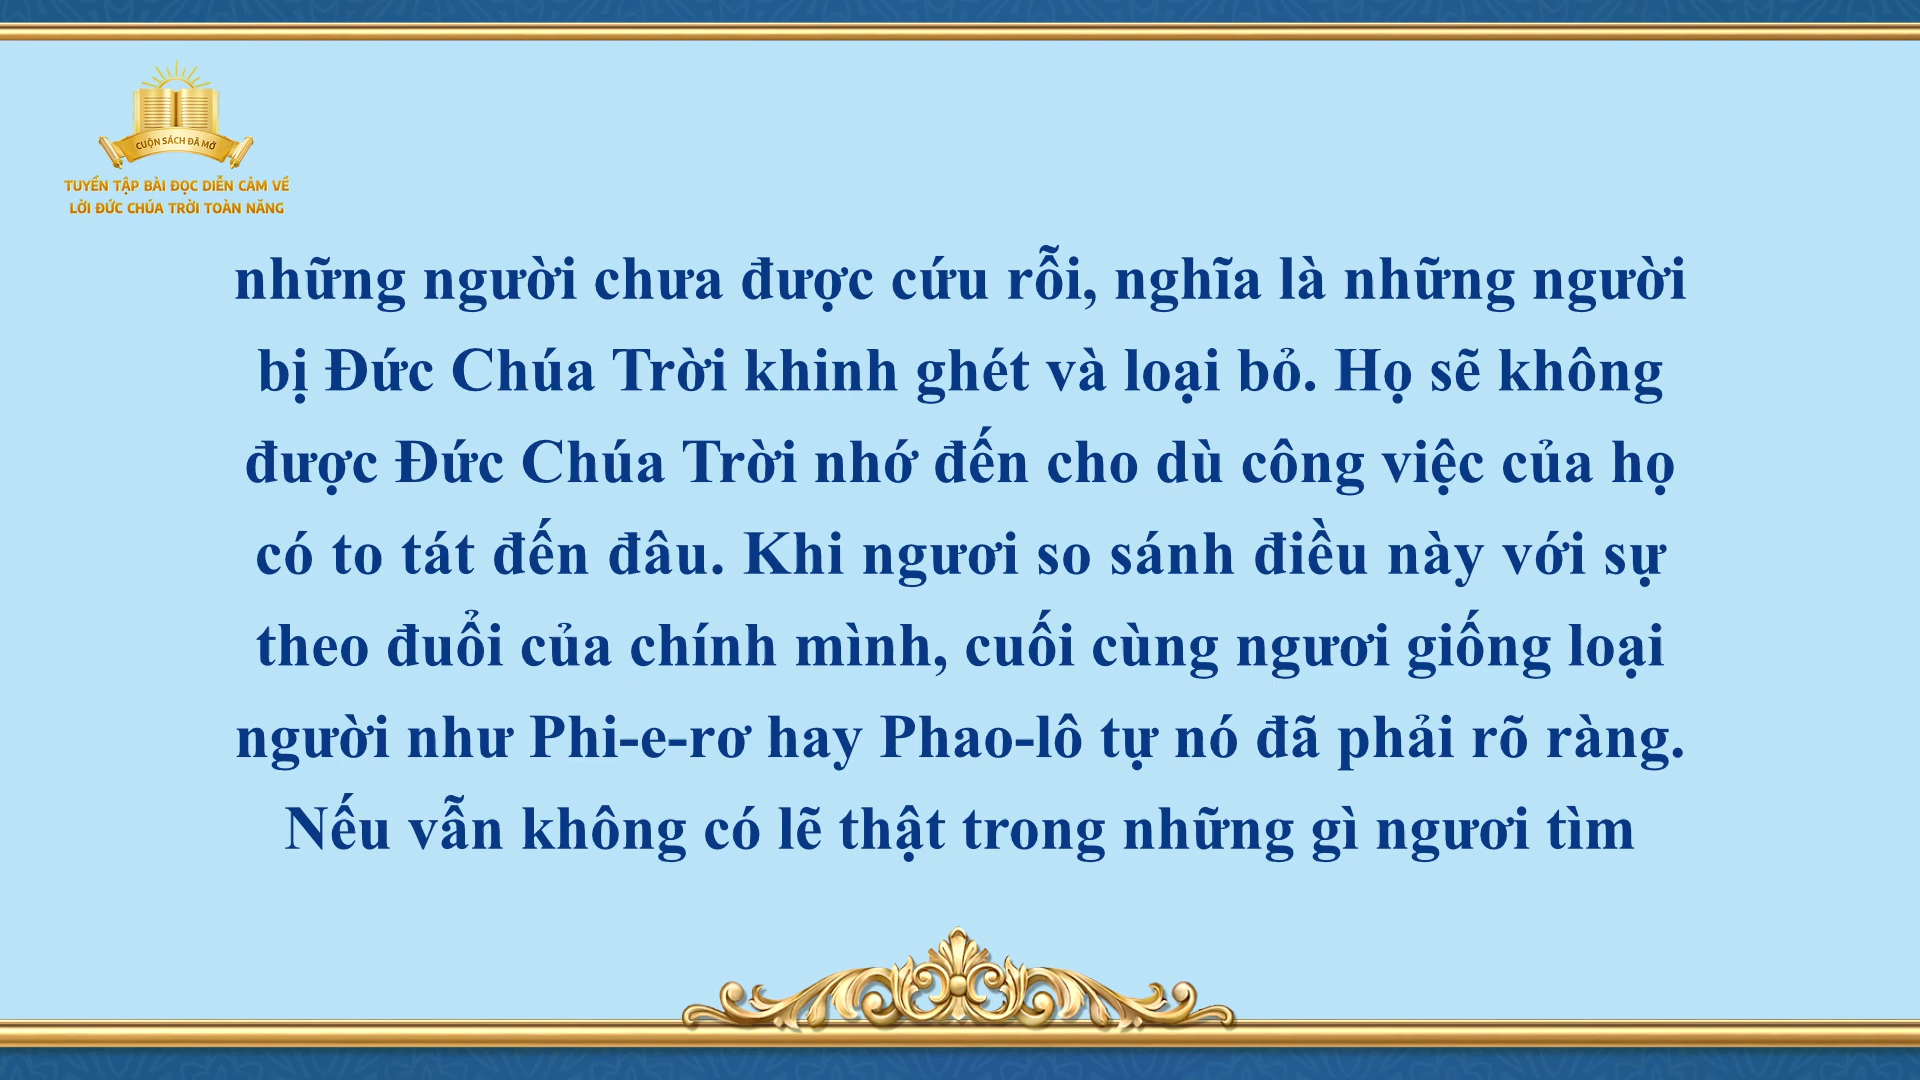 CUỘN SÁCH ĐÃ MỞ
TUYỂN TẬP BÀI ĐỌC DIỄN CẢM VỀ
LỜI ĐỨC CHÚA TRỜI TOÀN NĂNG
những người chưa được cứu rỗi, nghĩa là những người
bị Đức Chúa Trời khinh ghét và loại bỏ. Họ sẽ không
được Đức Chúa Trời nhớ đến cho dù công việc của họ
có to tát đến đâu. Khi ngươi so sánh điều này với sự
theo đuổi của chính mình, cuối cùng ngươi giống loại
người như Phi-e-rơ hay Phao-lô tự nó đã phải rõ ràng.
Nếu vẫn không có lẽ thật trong những gì ngươi tìm